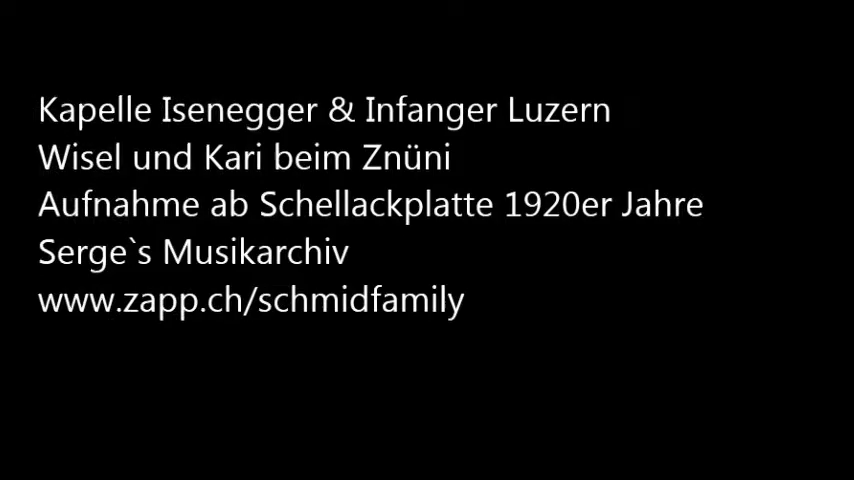 Kapelle Isenegger & Infanger Luzern
Wisel und Kari beim Znüni
Aufnahme ab Schellackplatte 1920er Jahre
Serge`s Musikarchiv
www.zapp.ch/schmidfamily